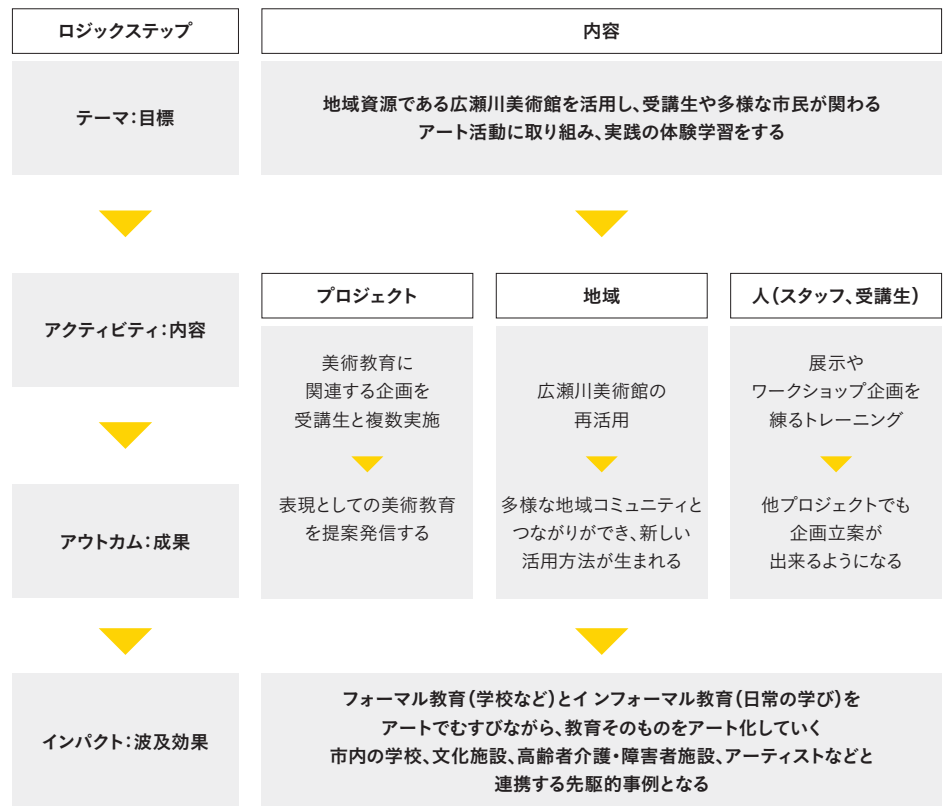 ロジックステップ
内容
テーマ:目標
地域資源である広瀬川美術館を活用し、受講生や多様な市民が関わる
アート活動に取り組み、実践の体験学習をする
アクティビティ:内容
プロジェクト
地域
人(スタッフ、受講生)
美術教育に
関連する企画を
受講生と複数実施
広瀬川美術館の
再活用
展示や
ワークショップ企画を
練るトレーニング
アウトカム:成果
表現としての美術教育
を提案発信する
多様な地域コミュニティと
つながりができ、新しい
活用方法が生まれる
他プロジェクトでも
企画立案が
出来るようになる
インパクト:波及効果
フォーマル教育(学校など)とインフォーマル教育(日常の学び)を
アートでむすびながら、教育そのものをアート化していく
市内の学校、文化施設、高齢者介護・障害者施設、アーティストなどと
連携する先駆的事例となる